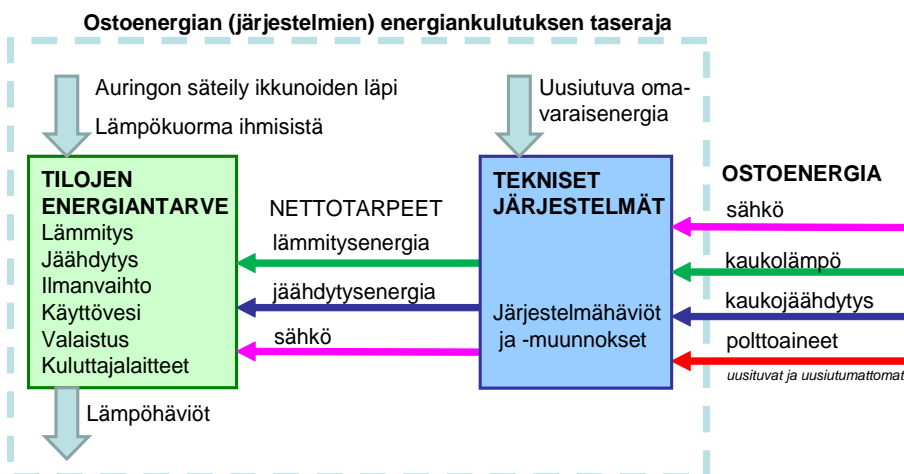 Ostoenergian (järjestelmien) energiankulutuksen taseraja
Auringon säteily ikkunoiden läpi
Lämpökuorma ihmisistä
Uusiutuva oma-
varaisenergia
TILOJEN
ENERGIANTARVE
Lämmitys
Jäähdytys
Ilmanvaihto
Käyttövesi
Valaistus
Kuluttajalaitteet
NETTOTARPEET
lämmitysenergia
jäähdytysenergia
sähkö
TEKNISET
JÄRJESTELMÄT
Järjestelmähäviöt
ja -muunnokset
OSTOENERGIA
sähkö
kaukolämpö
kaukojäähdytys
polttoaineet
uusituvat ja uusiutumattomat
Lämpöhäviöt